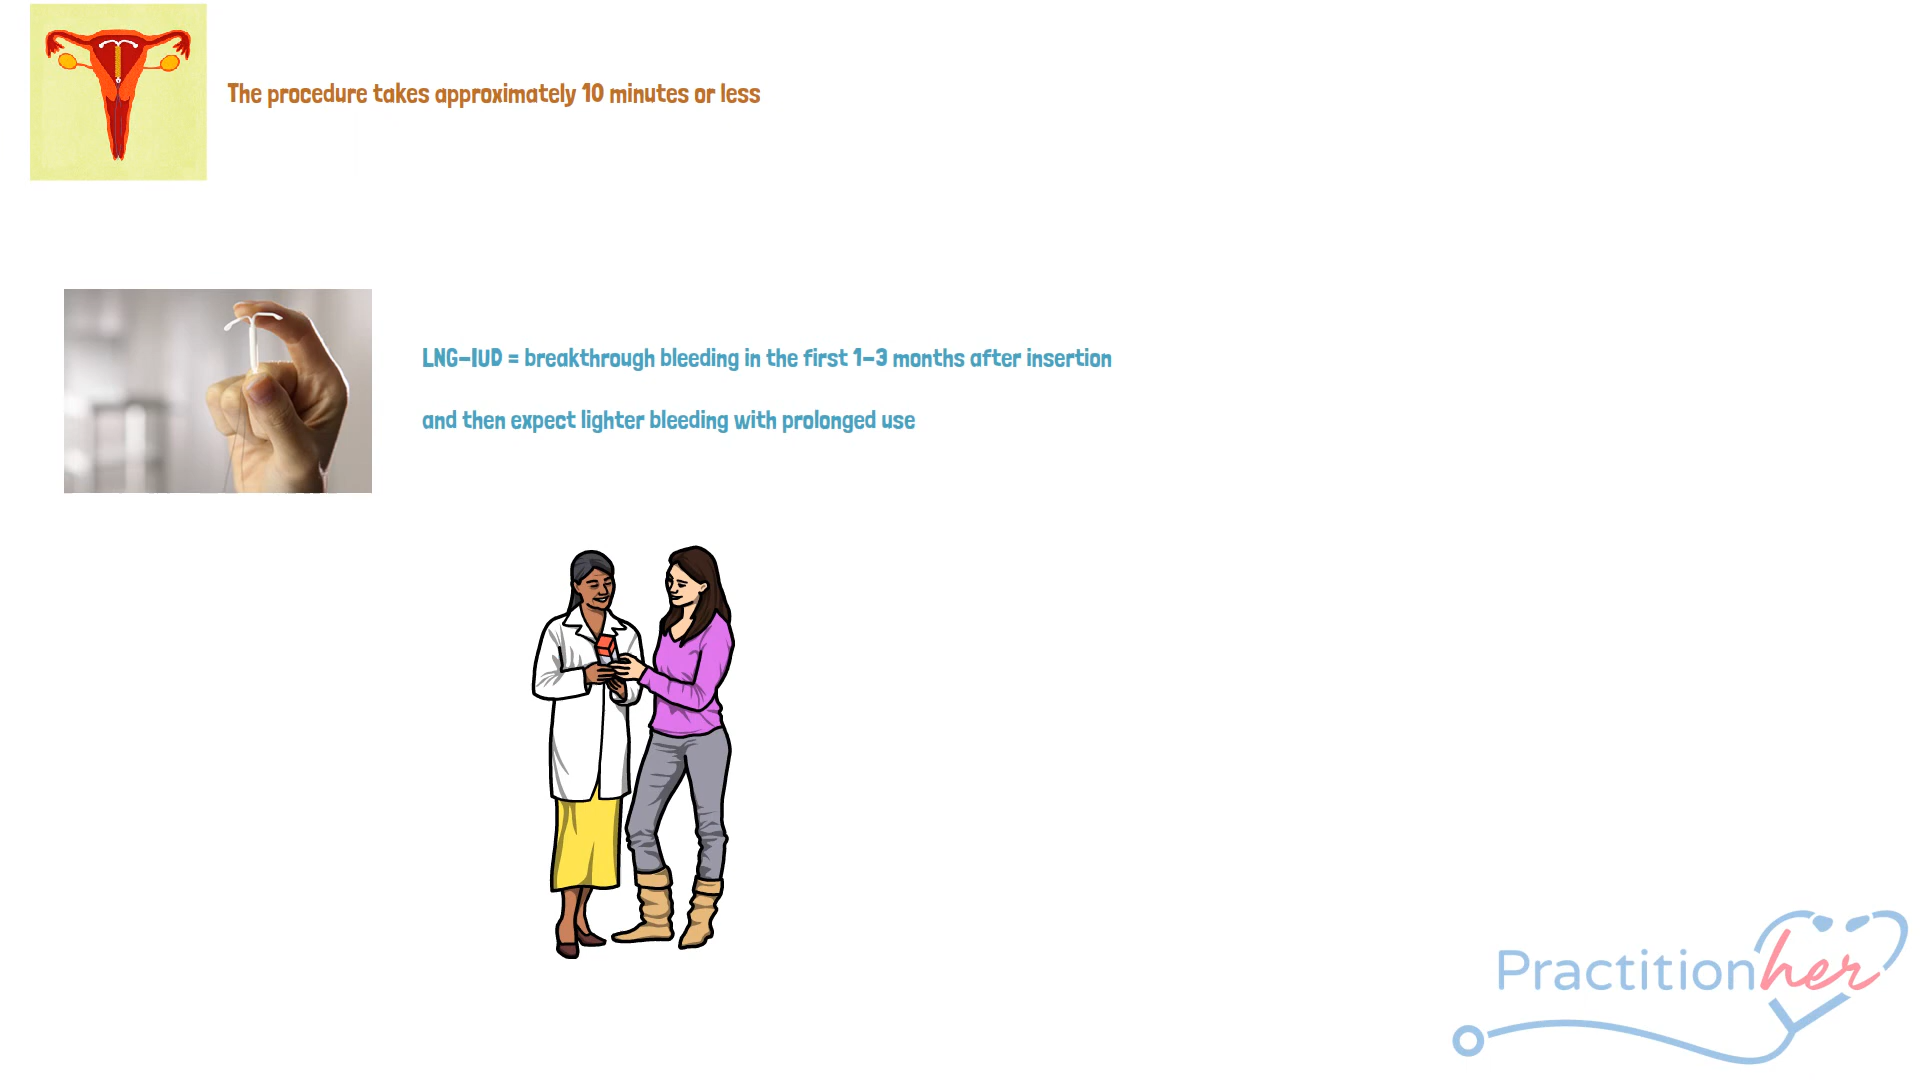 The procedure takes approximately 10 minutes or less
LNG-IUD = breakthrough bleeding in the first 1-3 months after insertion
and then expect lighter bleeding with prolonged use
Practitionher